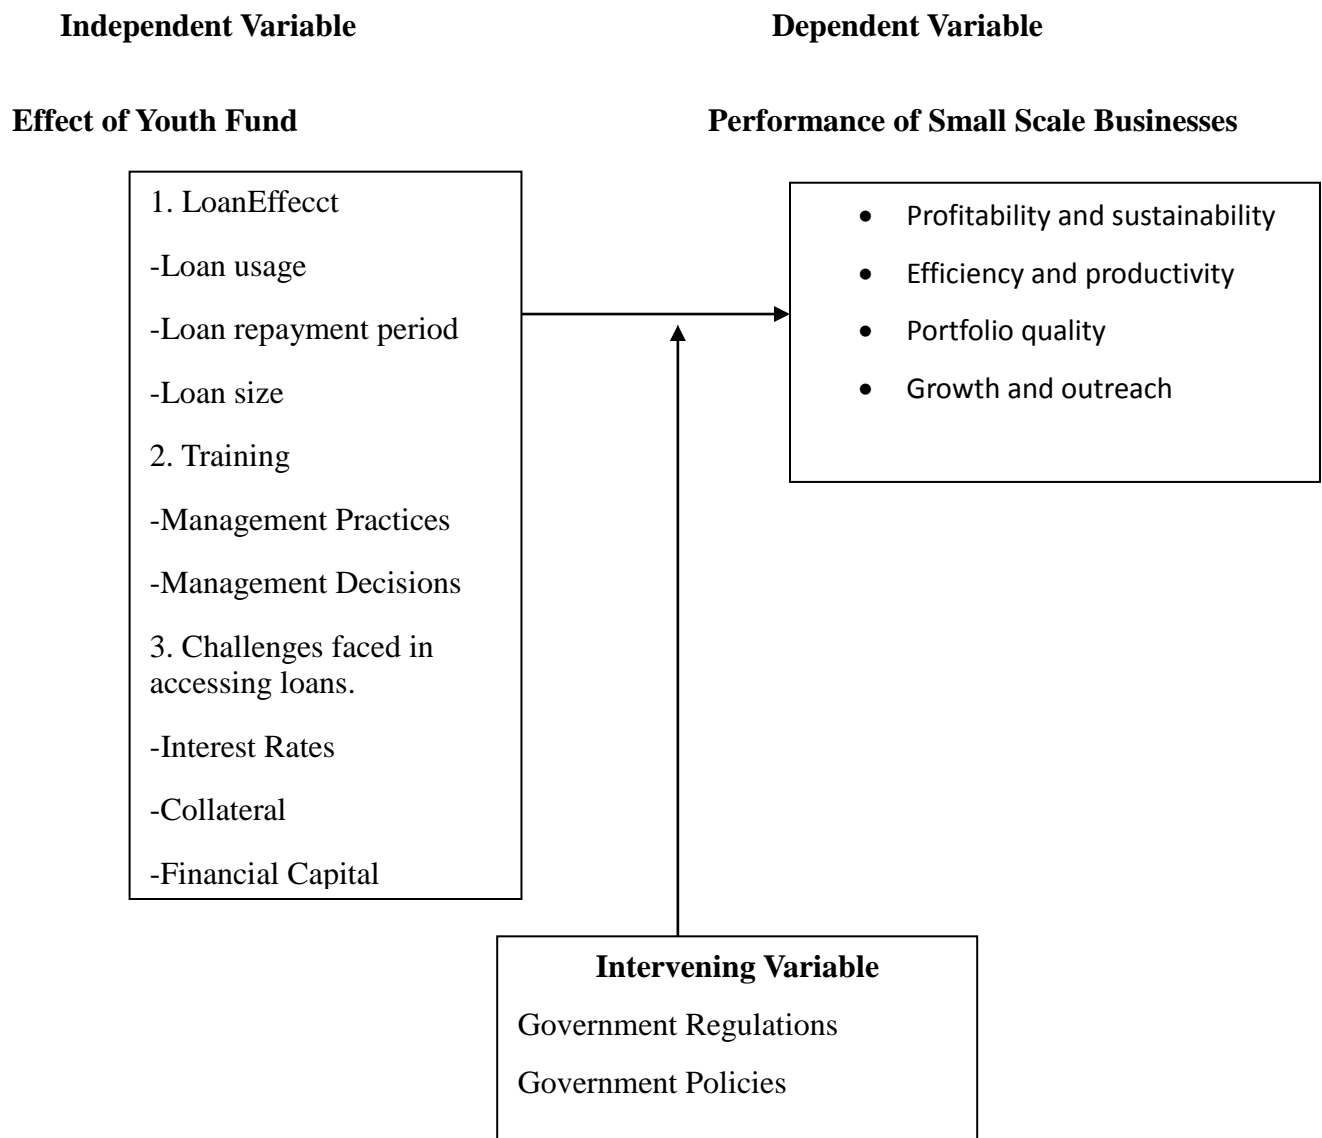 Independent Variable
Dependent Variable
Effect of Youth Fund
Performance of Small Scale Businesses
1. LoanEffecct
-Loan usage
-Loan repayment period
-Loan size
2. Training
-Management Practices
-Management Decisions
3. Challenges faced in
accessing loans.
-Interest Rates
-Collateral
-Financial Capital
• Profitability and sustainability
• Efficiency and productivity
• Portfolio quality
• Growth and outreach
Intervening Variable
Government Regulations
Government Policies